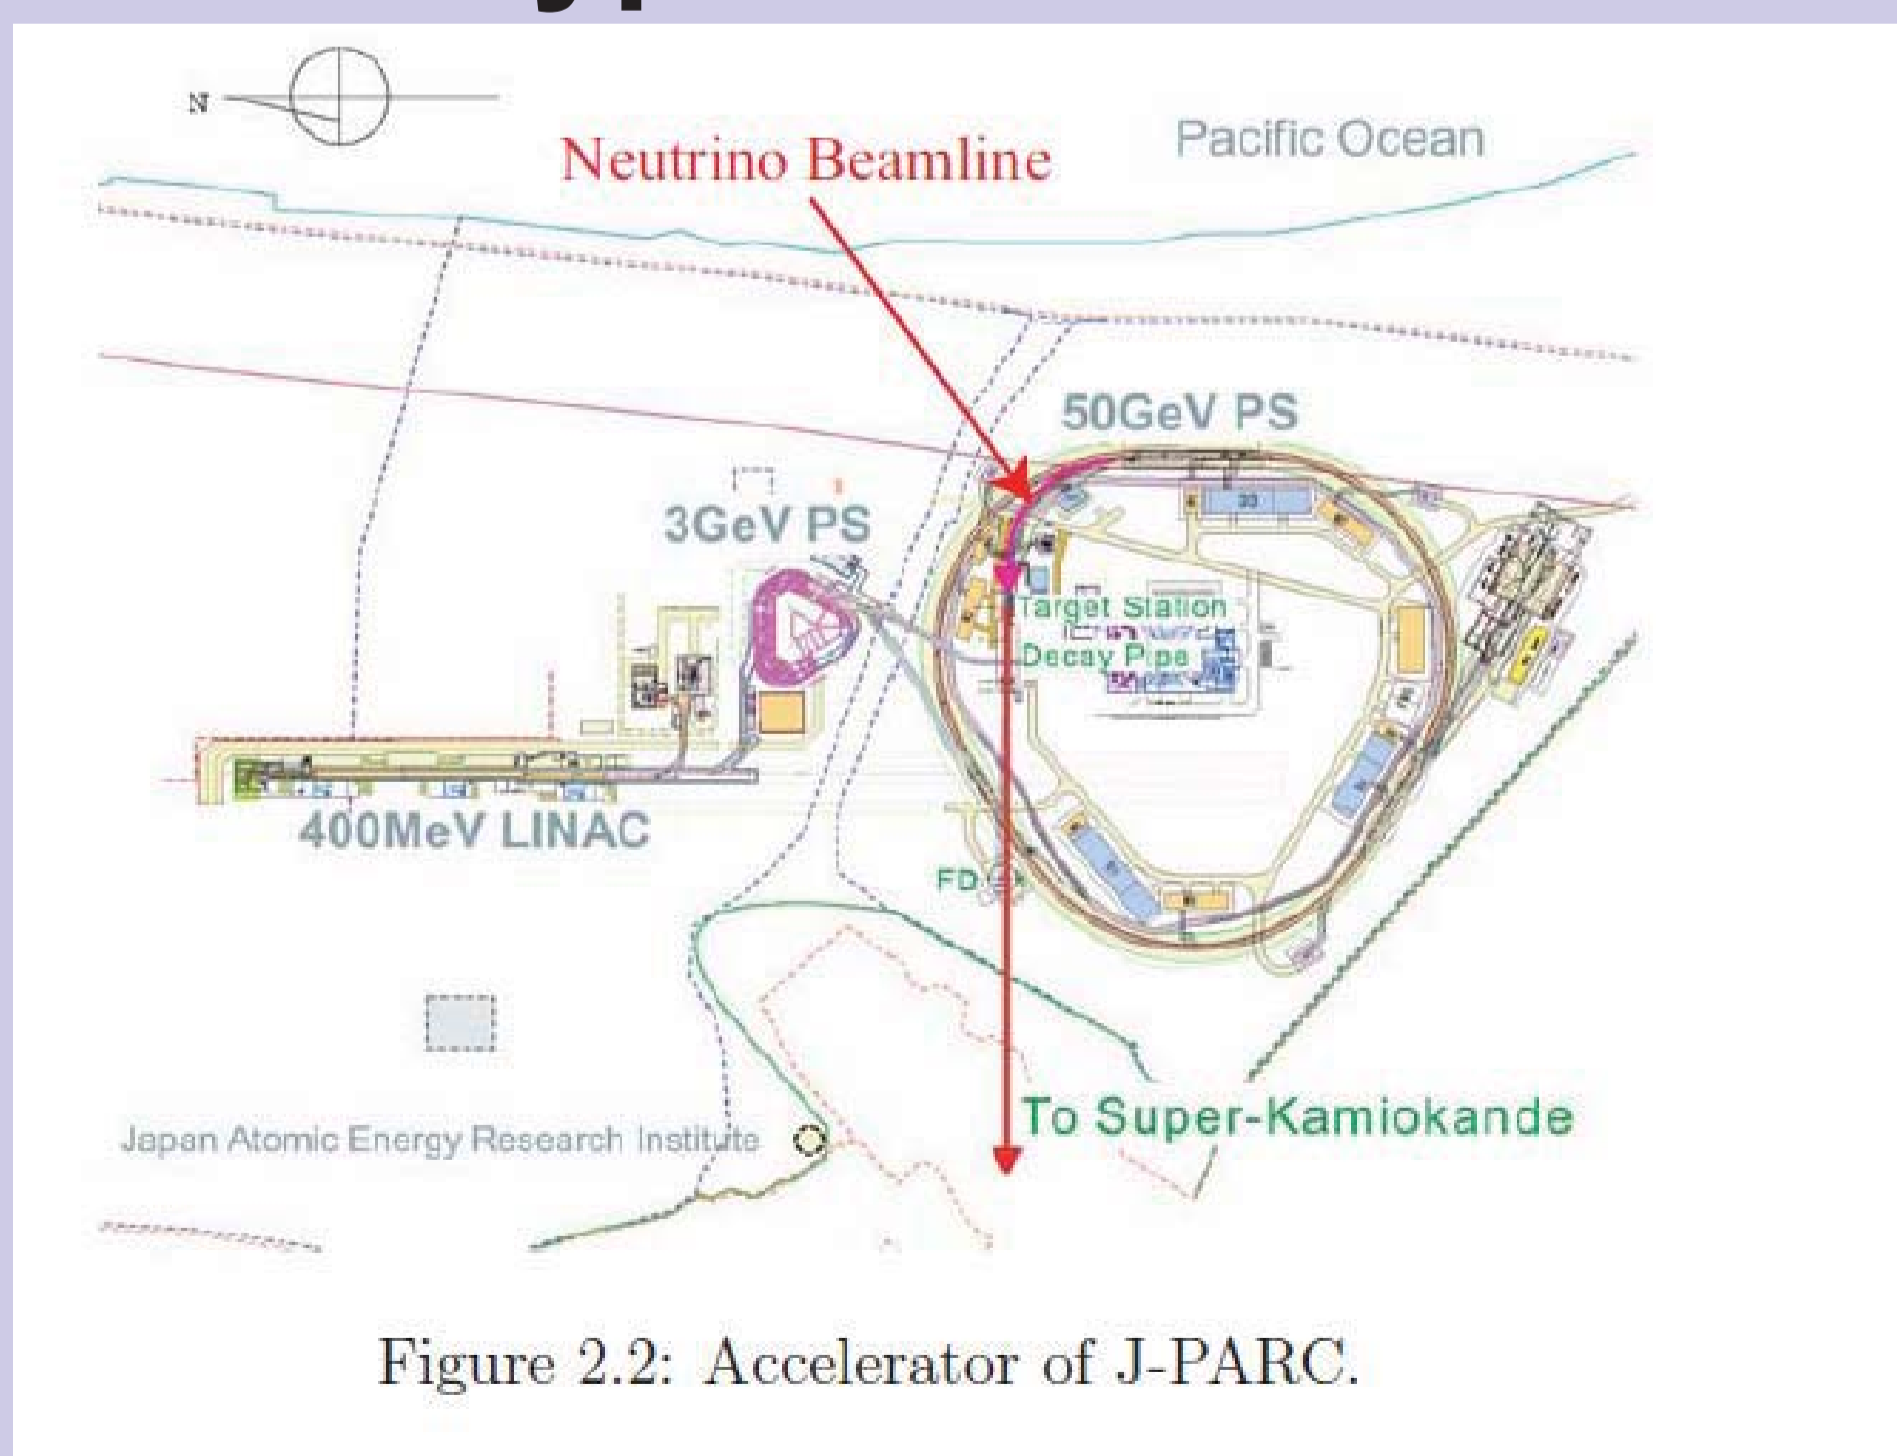 N
Neutrino Beamline
Pacific Ocean
50GeV PS
3GeV PS
Target Station
Decay Pipe
400MeV LINAC
FD
To Super-Kamiokande
Japan Atomic Energy Research Institute
Figure 2.2: Accelerator of J-PARC.